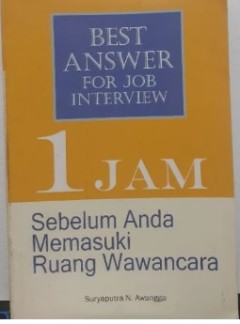 BEST
ANSWER
FOR JOB
INTERVIEW
1 JAM
Sebelum Anda
Memasuki
Ruang Wawancara
Suryaputra N. Awangga